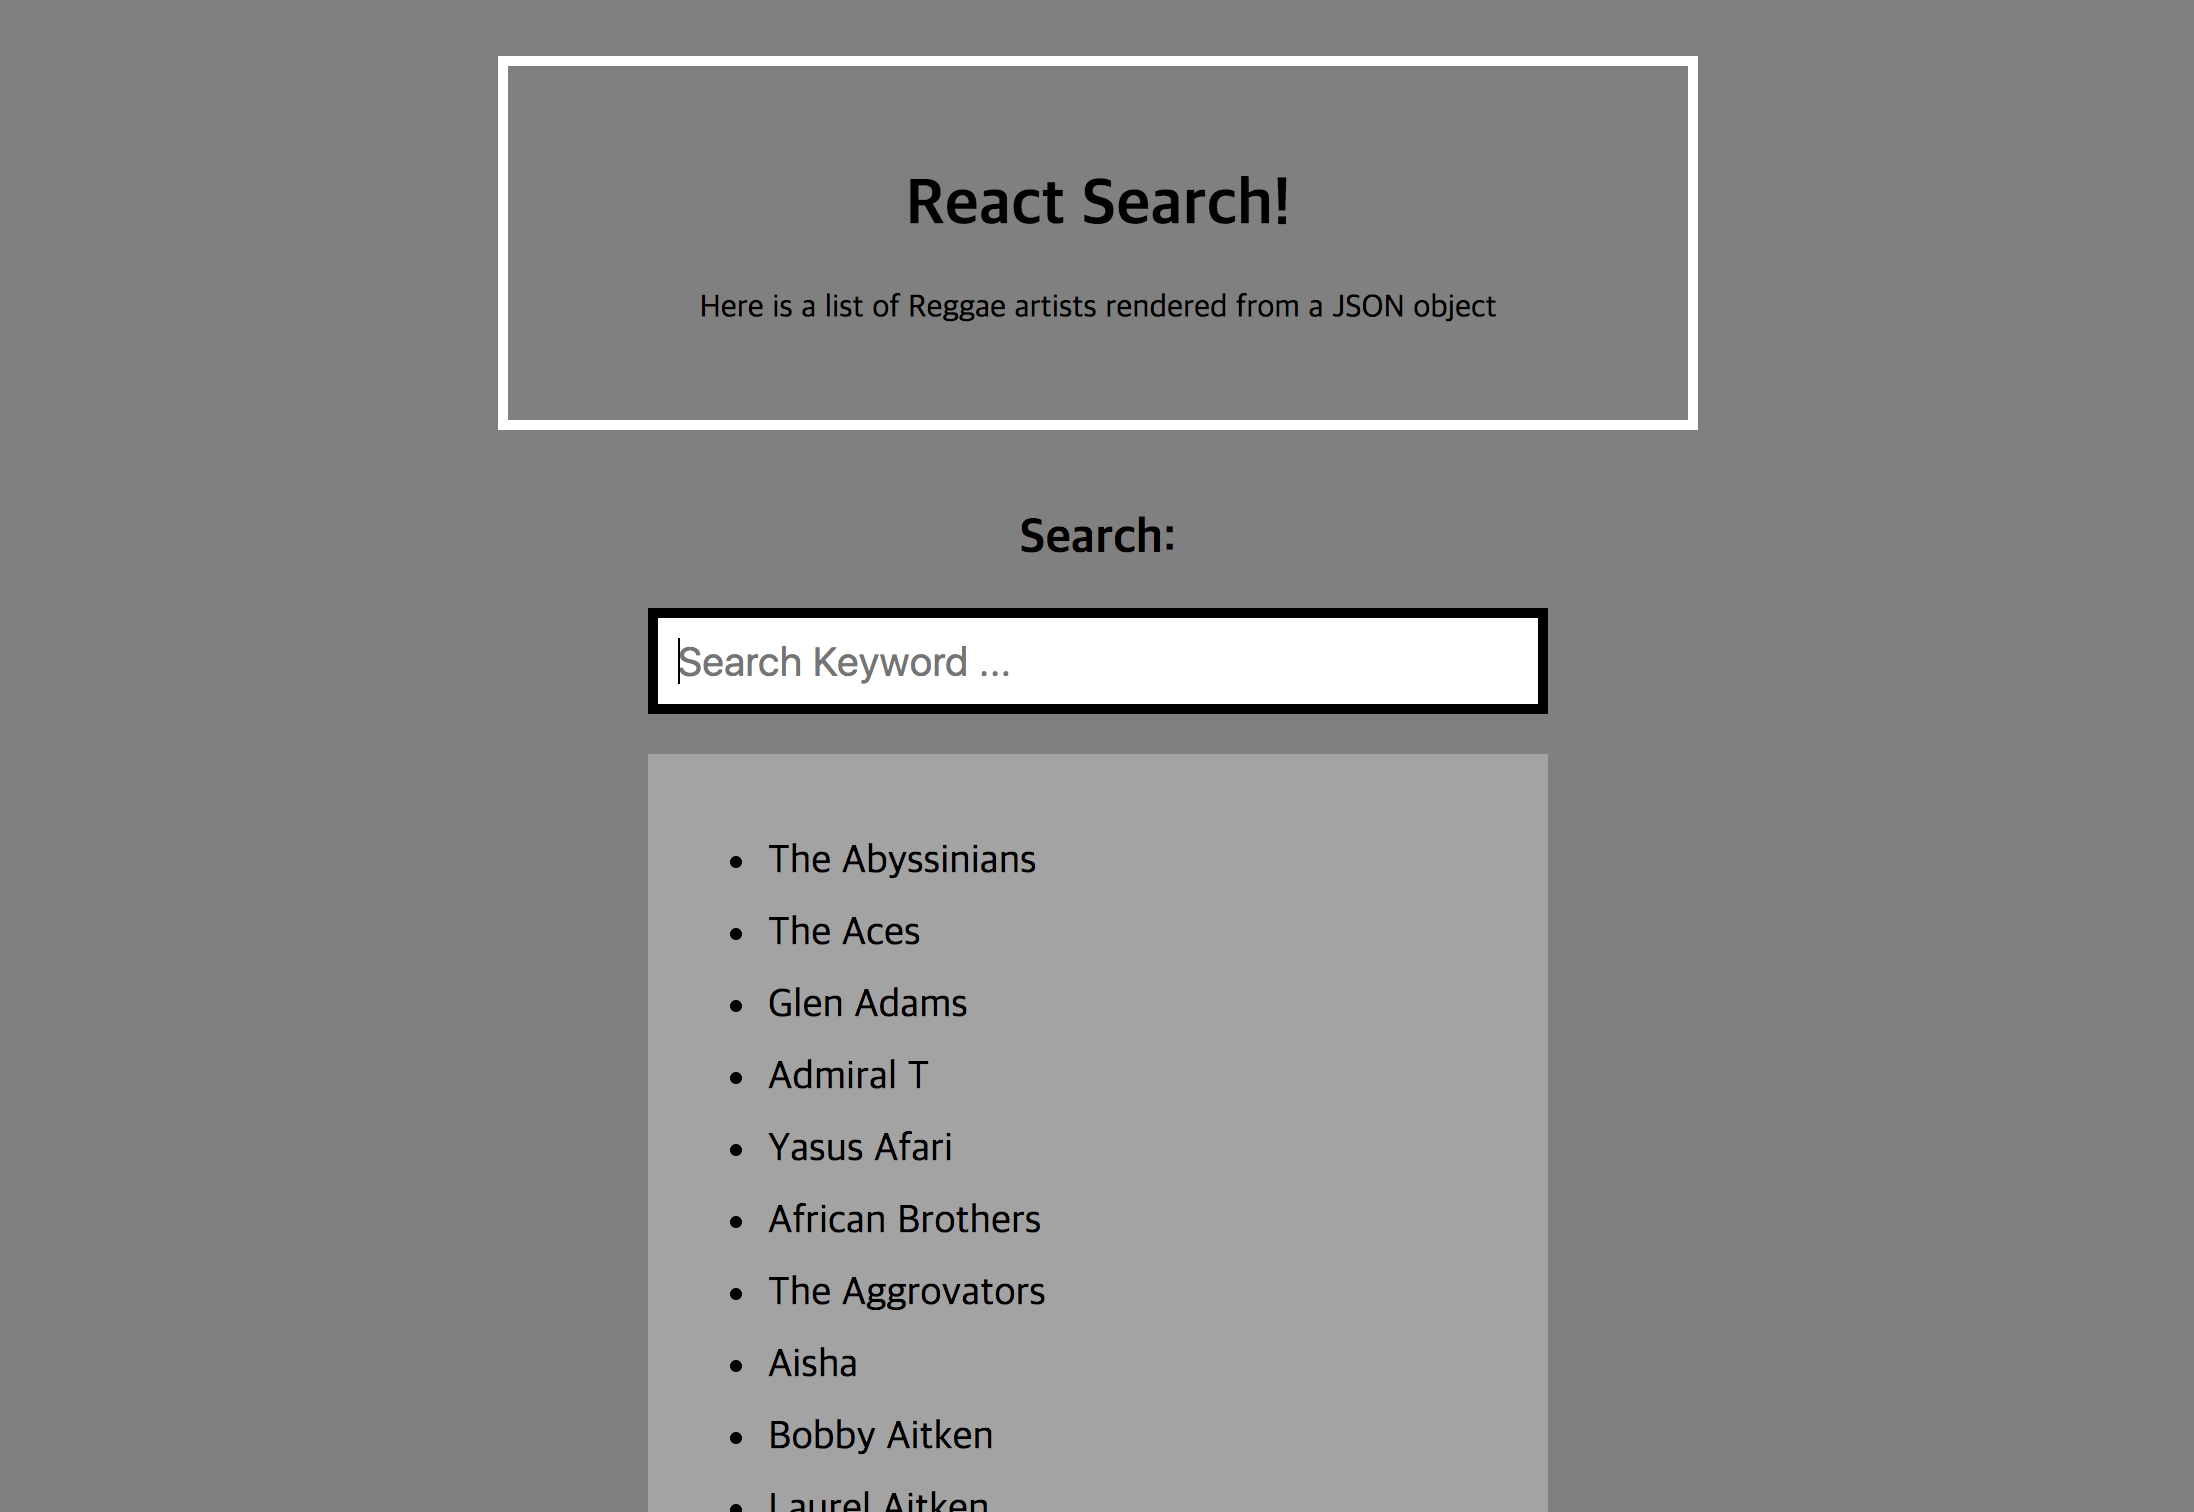 React Search!
Here is a list of Reggae artists rendered from a JSON object
Search:
Search Keyword ...
The Abyssinians
The Aces
Glen Adams
Admiral T
Yasus Afari
African Brothers
The Aggrovators
Aisha
Bobby Aitken
Laurel Aitken